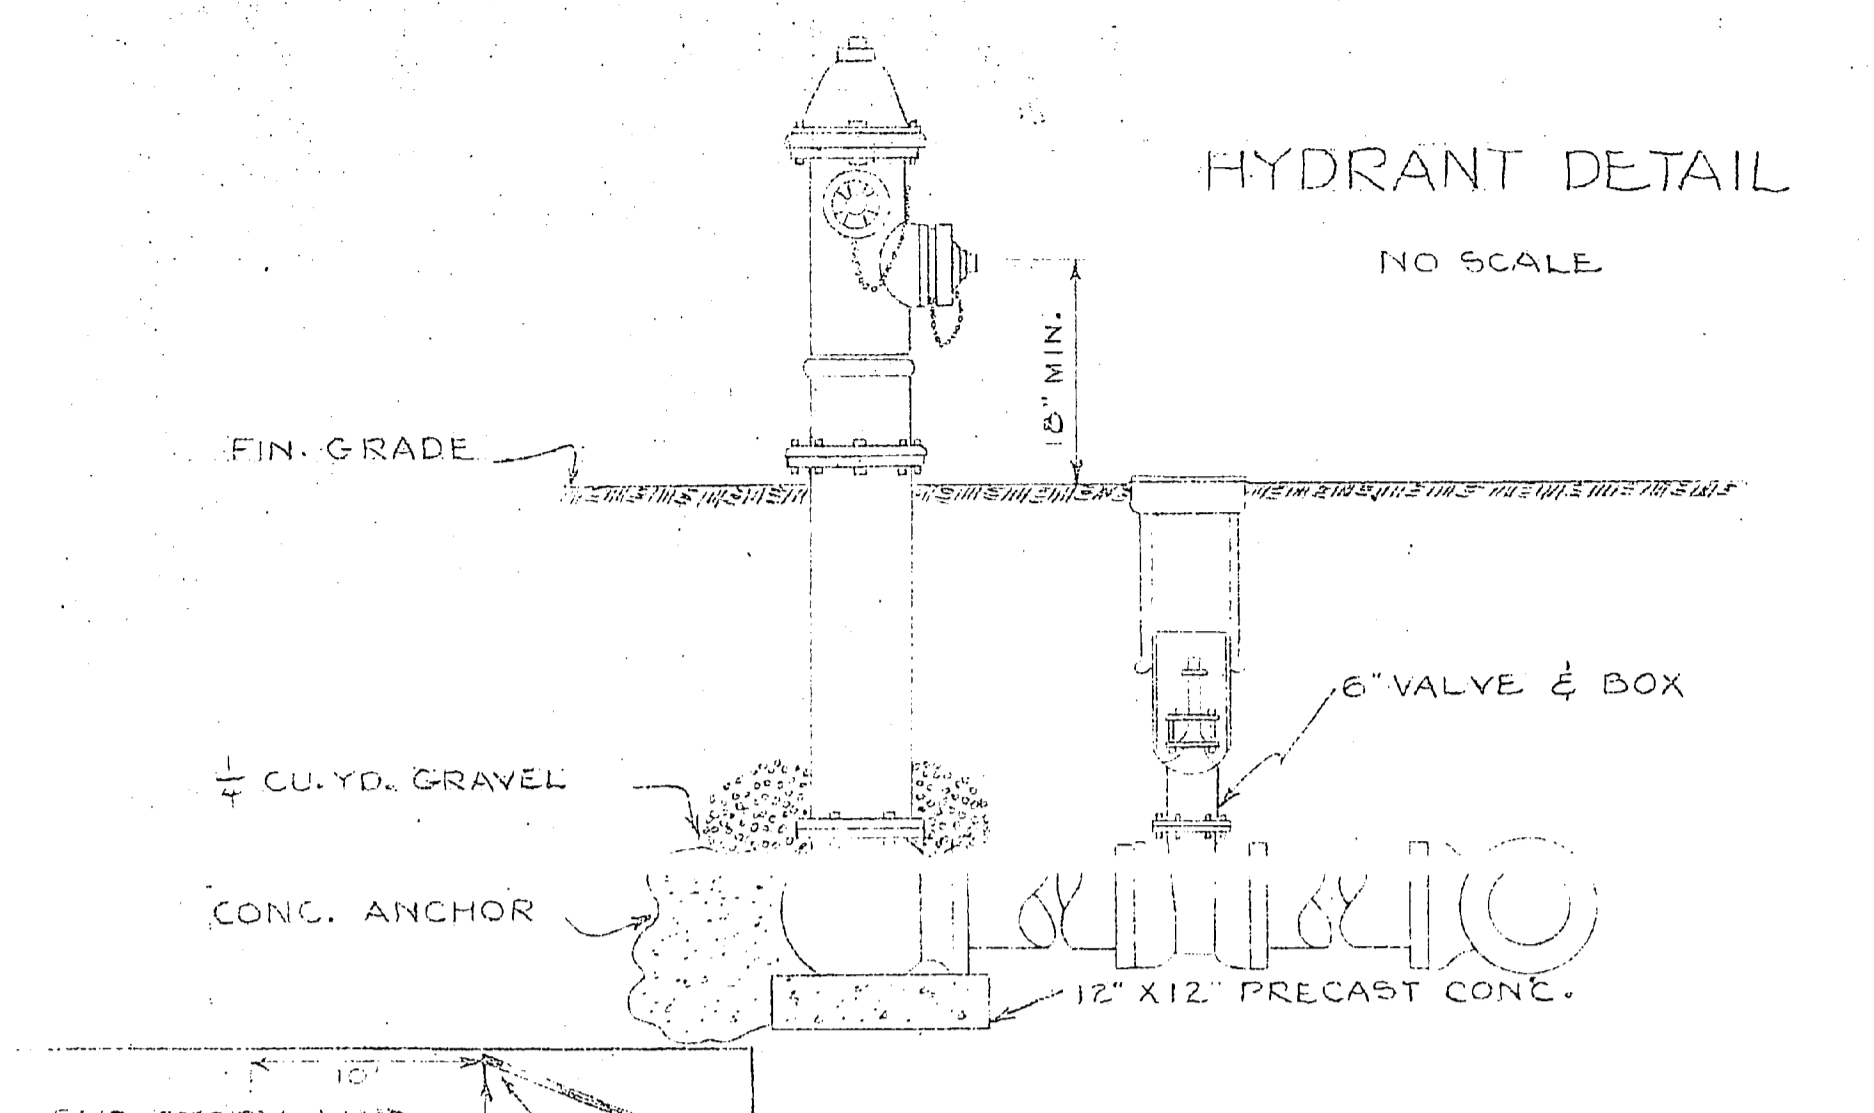 HYDRANT DETAIL
NO SCALE
18" MIN.
FIN. GRADE
6" VALVE & BOX
1/4 CU. YD. GRAVEL
CONC. ANCHOR
12" X 12" PRECAST CONC.
10'